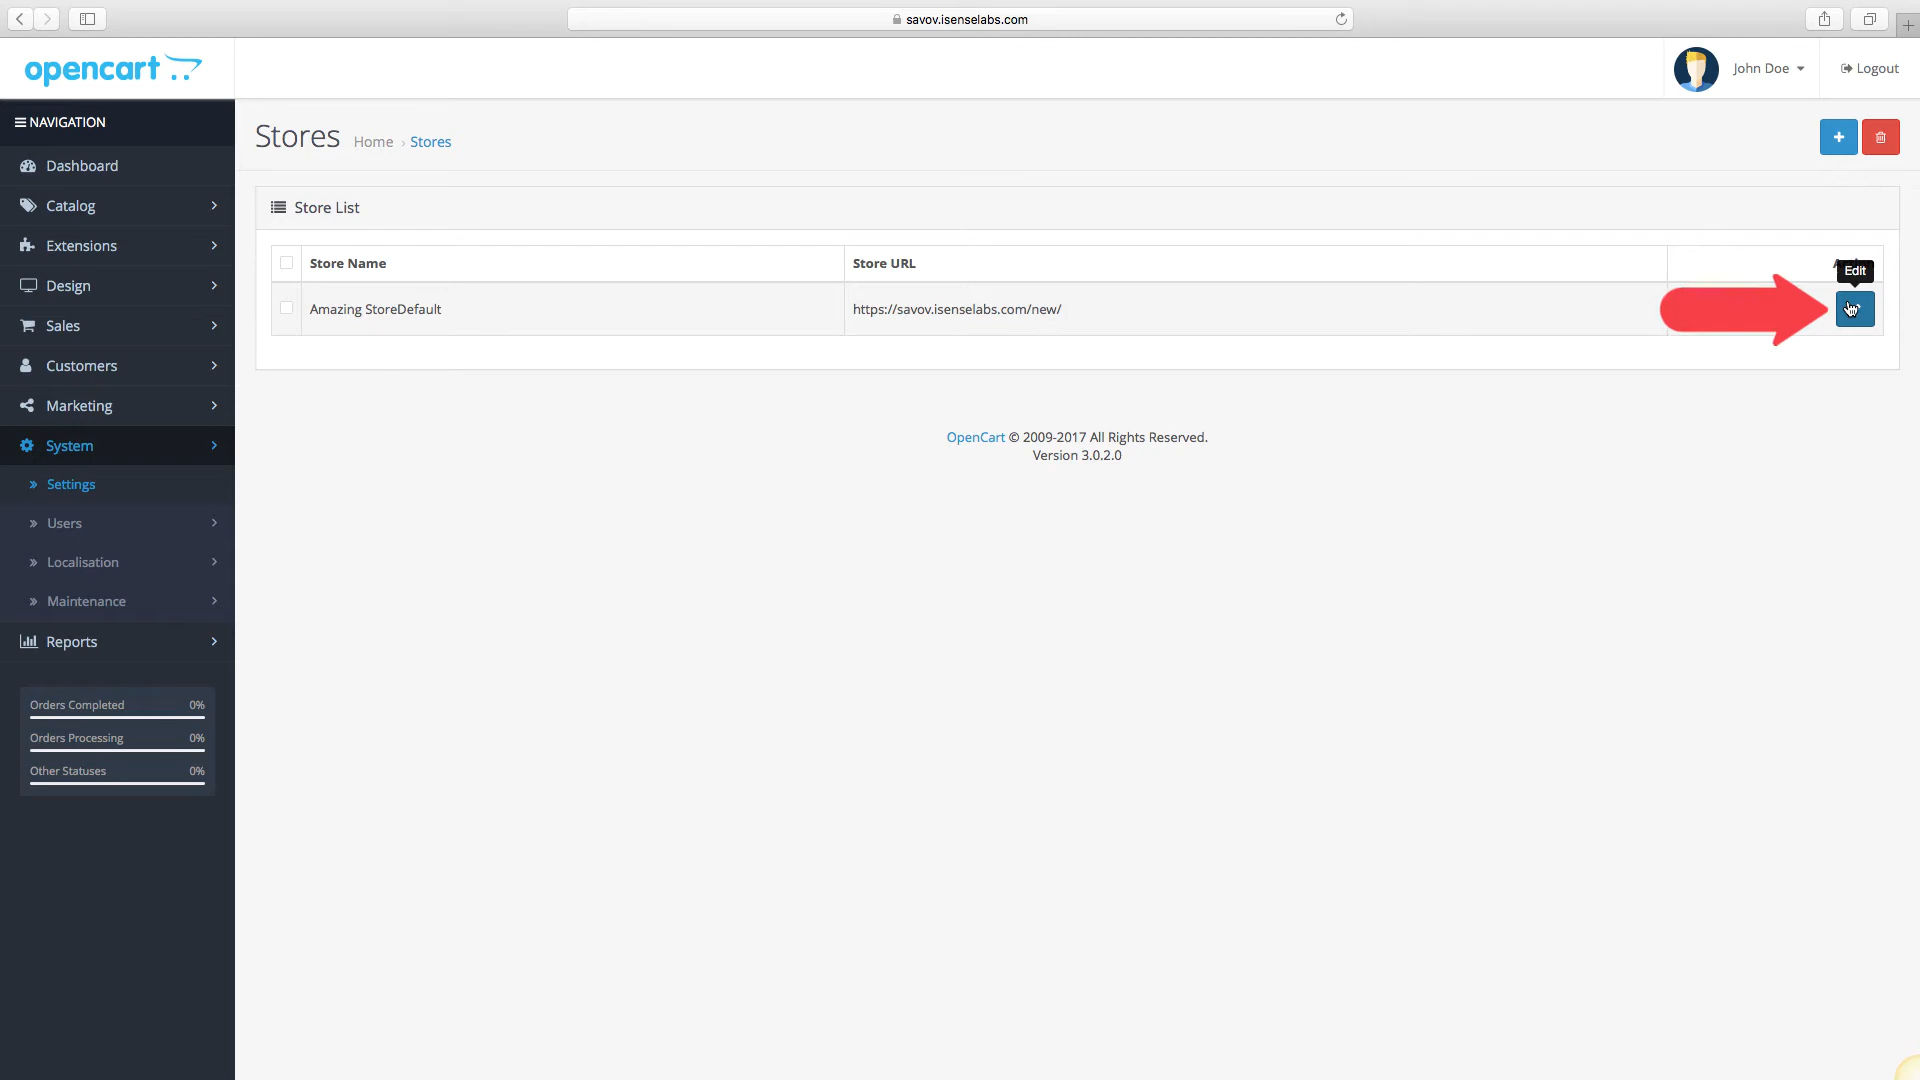 savov.isenselabs.com
opencart
John Doe
Logout
NAVIGATION
Dashboard
Catalog
Extensions
Design
Sales
Customers
Marketing
System
Settings
Users
Localisation
Maintenance
Reports
Orders Completed 0%
Orders Processing 0%
Other Statuses 0%
Stores Home › Stores
Store List
Store Name Store URL
Edit
Amazing StoreDefault https://savov.isenselabs.com/new/
OpenCart © 2009-2017 All Rights Reserved.
Version 3.0.2.0